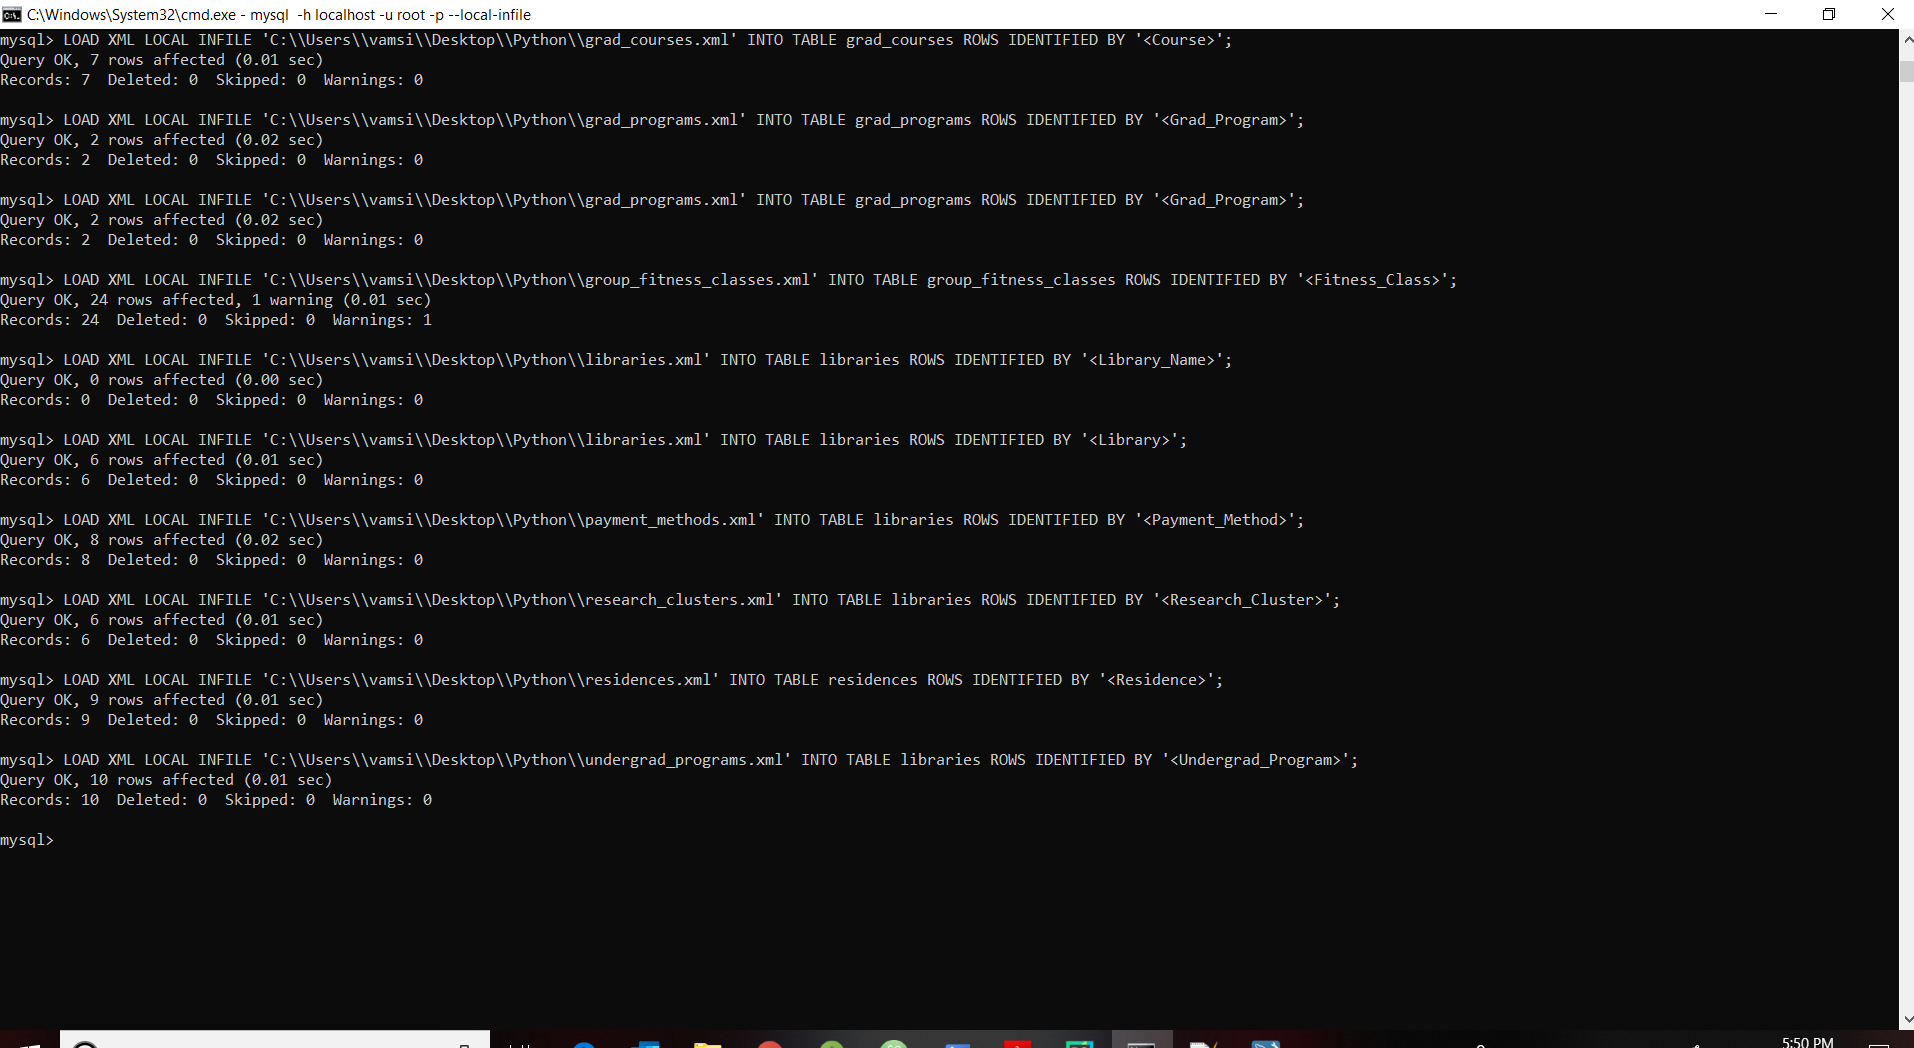 C:\Windows\System32\cmd.exe - mysql  -h localhost -u root -p --local-infile
mysql> LOAD XML LOCAL INFILE 'C:\\Users\\vamsi\\Desktop\\Python\\grad_courses.xml' INTO TABLE grad_courses ROWS IDENTIFIED BY '<Course>';
Query OK, 7 rows affected (0.01 sec)
Records: 7  Deleted: 0  Skipped: 0  Warnings: 0
mysql> LOAD XML LOCAL INFILE 'C:\\Users\\vamsi\\Desktop\\Python\\grad_programs.xml' INTO TABLE grad_programs ROWS IDENTIFIED BY '<Grad_Program>';
Query OK, 2 rows affected (0.02 sec)
Records: 2  Deleted: 0  Skipped: 0  Warnings: 0
mysql> LOAD XML LOCAL INFILE 'C:\\Users\\vamsi\\Desktop\\Python\\grad_programs.xml' INTO TABLE grad_programs ROWS IDENTIFIED BY '<Grad_Program>';
Query OK, 2 rows affected (0.02 sec)
Records: 2  Deleted: 0  Skipped: 0  Warnings: 0
mysql> LOAD XML LOCAL INFILE 'C:\\Users\\vamsi\\Desktop\\Python\\group_fitness_classes.xml' INTO TABLE group_fitness_classes ROWS IDENTIFIED BY '<Fitness_Class>';
Query OK, 24 rows affected, 1 warning (0.01 sec)
Records: 24  Deleted: 0  Skipped: 0  Warnings: 1
mysql> LOAD XML LOCAL INFILE 'C:\\Users\\vamsi\\Desktop\\Python\\libraries.xml' INTO TABLE libraries ROWS IDENTIFIED BY '<Library_Name>';
Query OK, 0 rows affected (0.00 sec)
Records: 0  Deleted: 0  Skipped: 0  Warnings: 0
mysql> LOAD XML LOCAL INFILE 'C:\\Users\\vamsi\\Desktop\\Python\\libraries.xml' INTO TABLE libraries ROWS IDENTIFIED BY '<Library>';
Query OK, 6 rows affected (0.01 sec)
Records: 6  Deleted: 0  Skipped: 0  Warnings: 0
mysql> LOAD XML LOCAL INFILE 'C:\\Users\\vamsi\\Desktop\\Python\\payment_methods.xml' INTO TABLE libraries ROWS IDENTIFIED BY '<Payment_Method>';
Query OK, 8 rows affected (0.02 sec)
Records: 8  Deleted: 0  Skipped: 0  Warnings: 0
mysql> LOAD XML LOCAL INFILE 'C:\\Users\\vamsi\\Desktop\\Python\\research_clusters.xml' INTO TABLE libraries ROWS IDENTIFIED BY '<Research_Cluster>';
Query OK, 6 rows affected (0.01 sec)
Records: 6  Deleted: 0  Skipped: 0  Warnings: 0
mysql> LOAD XML LOCAL INFILE 'C:\\Users\\vamsi\\Desktop\\Python\\residences.xml' INTO TABLE residences ROWS IDENTIFIED BY '<Residence>';
Query OK, 9 rows affected (0.01 sec)
Records: 9  Deleted: 0  Skipped: 0  Warnings: 0
mysql> LOAD XML LOCAL INFILE 'C:\\Users\\vamsi\\Desktop\\Python\\undergrad_programs.xml' INTO TABLE libraries ROWS IDENTIFIED BY '<Undergrad_Program>';
Query OK, 10 rows affected (0.01 sec)
Records: 10  Deleted: 0  Skipped: 0  Warnings: 0
mysql>
5:50 PM